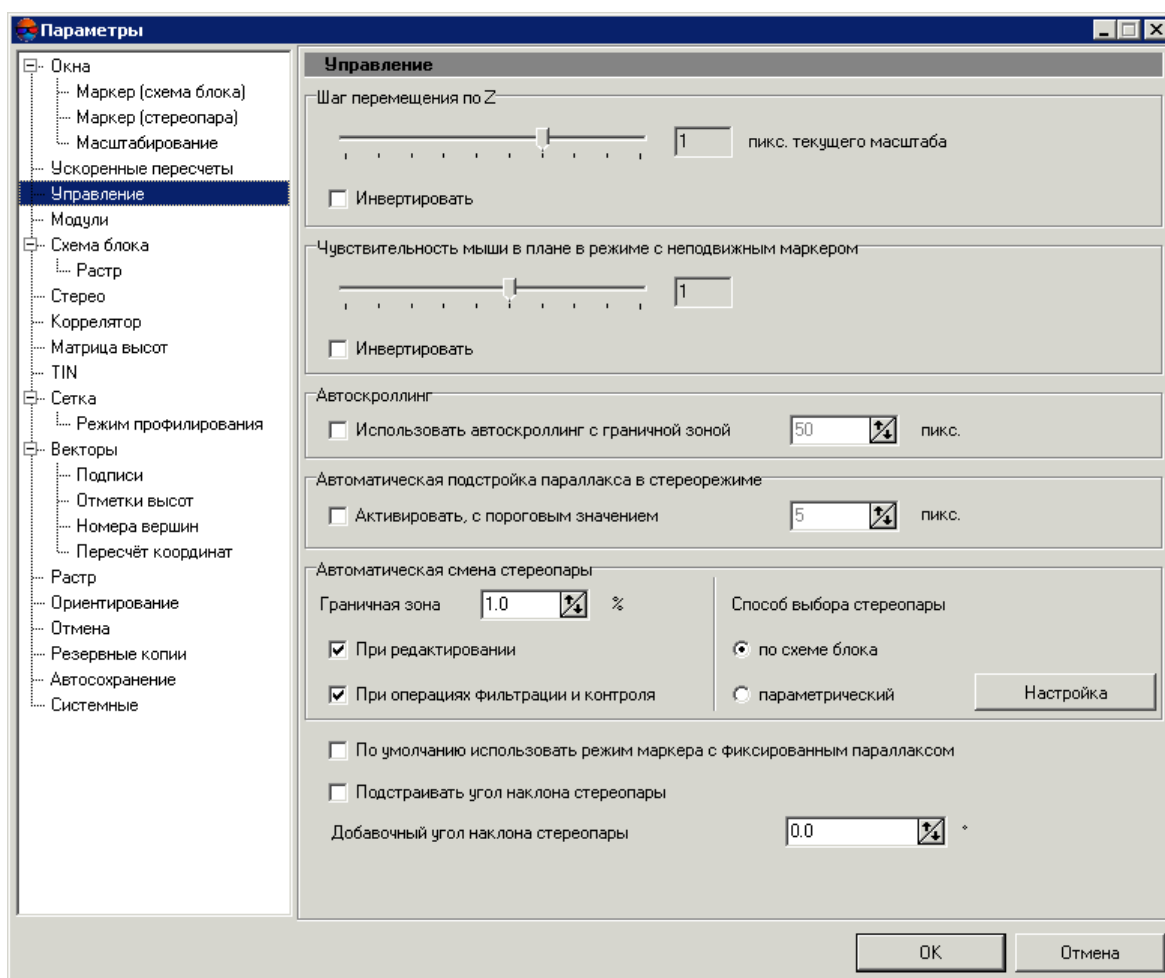 Параметры
Окна
Маркер (схема блока)
Маркер (стереопара)
Масштабирование
Ускоренные пересчеты
Управление
Модули
Схема блока
Растр
Стерео
Коррелятор
Матрица высот
TIN
Сетка
Режим профилирования
Векторы
Подписи
Отметки высот
Номера вершин
Пересчёт координат
Растр
Ориентирование
Отмена
Резервные копии
Автосохранение
Системные
Управление
Шаг перемещения по Z
1 пикс. текущего масштаба
Инвертировать
Чувствительность мыши в плане в режиме с неподвижным маркером
1
Инвертировать
Автоскроллинг
Использовать автоскроллинг с граничной зоной 50 пикс.
Автоматическая подстройка параллакса в стереорежиме
Активировать, с пороговым значением 5 пикс.
Автоматическая смена стереопары
Граничная зона 1.0 %
При редактировании
При операциях фильтрации и контроля
Способ выбора стереопары
по схеме блока
параметрический Настройка
По умолчанию использовать режим маркера с фиксированным параллаксом
Подстраивать угол наклона стереопары
Добавочный угол наклона стереопары 0.0 °
OK Отмена